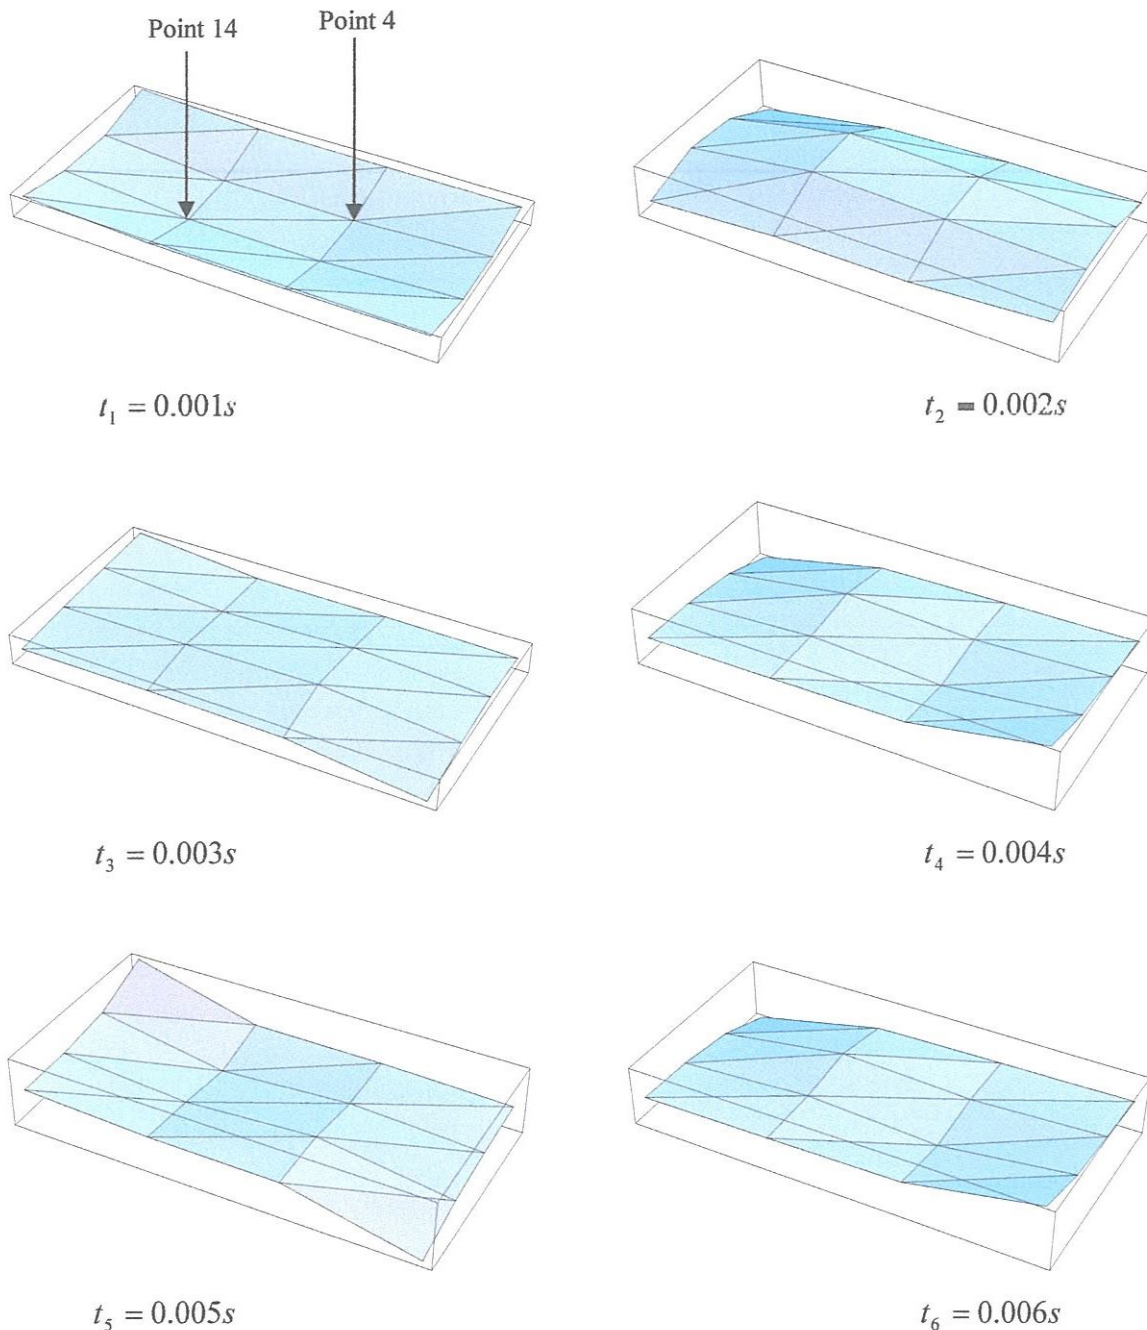 Point 14
Point 4
t₁ = 0.001s
t₂ = 0.002s
t₃ = 0.003s
t₄ = 0.004s
t₅ = 0.005s
t₆ = 0.006s